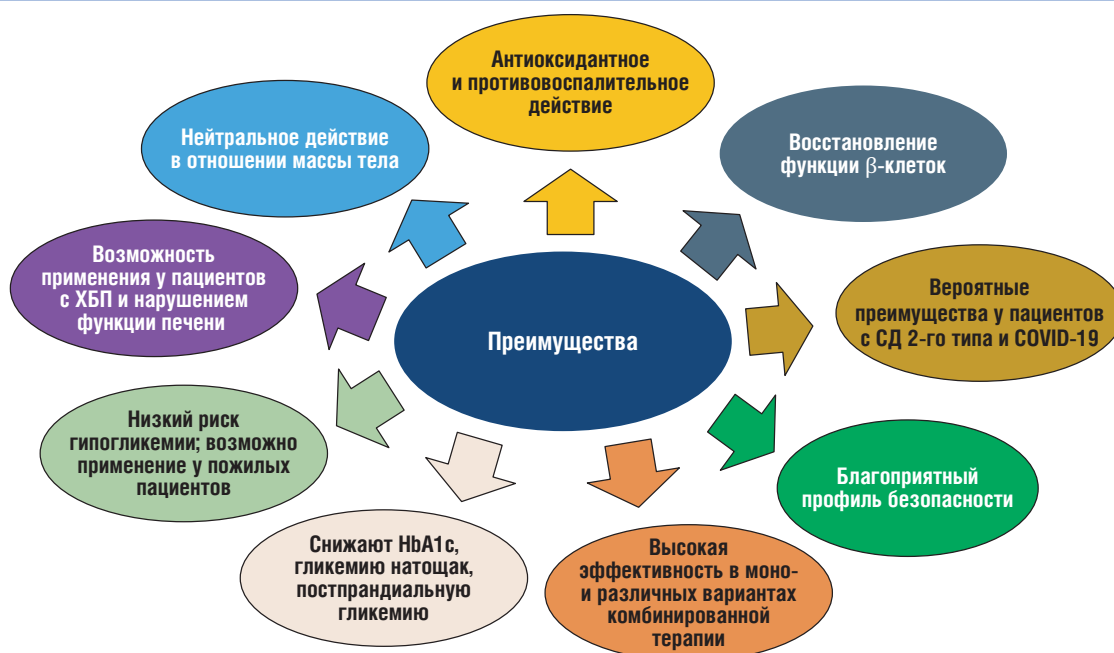 Антиоксидантное
и противовоспалительное
действие
Восстановление
функции β-клеток
Вероятные
преимущества у пациентов
с СД 2-го типа и COVID-19
Благоприятный
профиль безопасности
Высокая
эффективность в моно-
и различных вариантах
комбинированной
терапии
Снижают HbA1c,
гликемию натощак,
постпрандиальную
гликемию
Низкий риск
гипогликемии; возможно
применение у пожилых
пациентов
Возможность
применения у пациентов
с ХБП и нарушением
функции печени
Нейтральное действие
в отношении массы тела
Преимущества